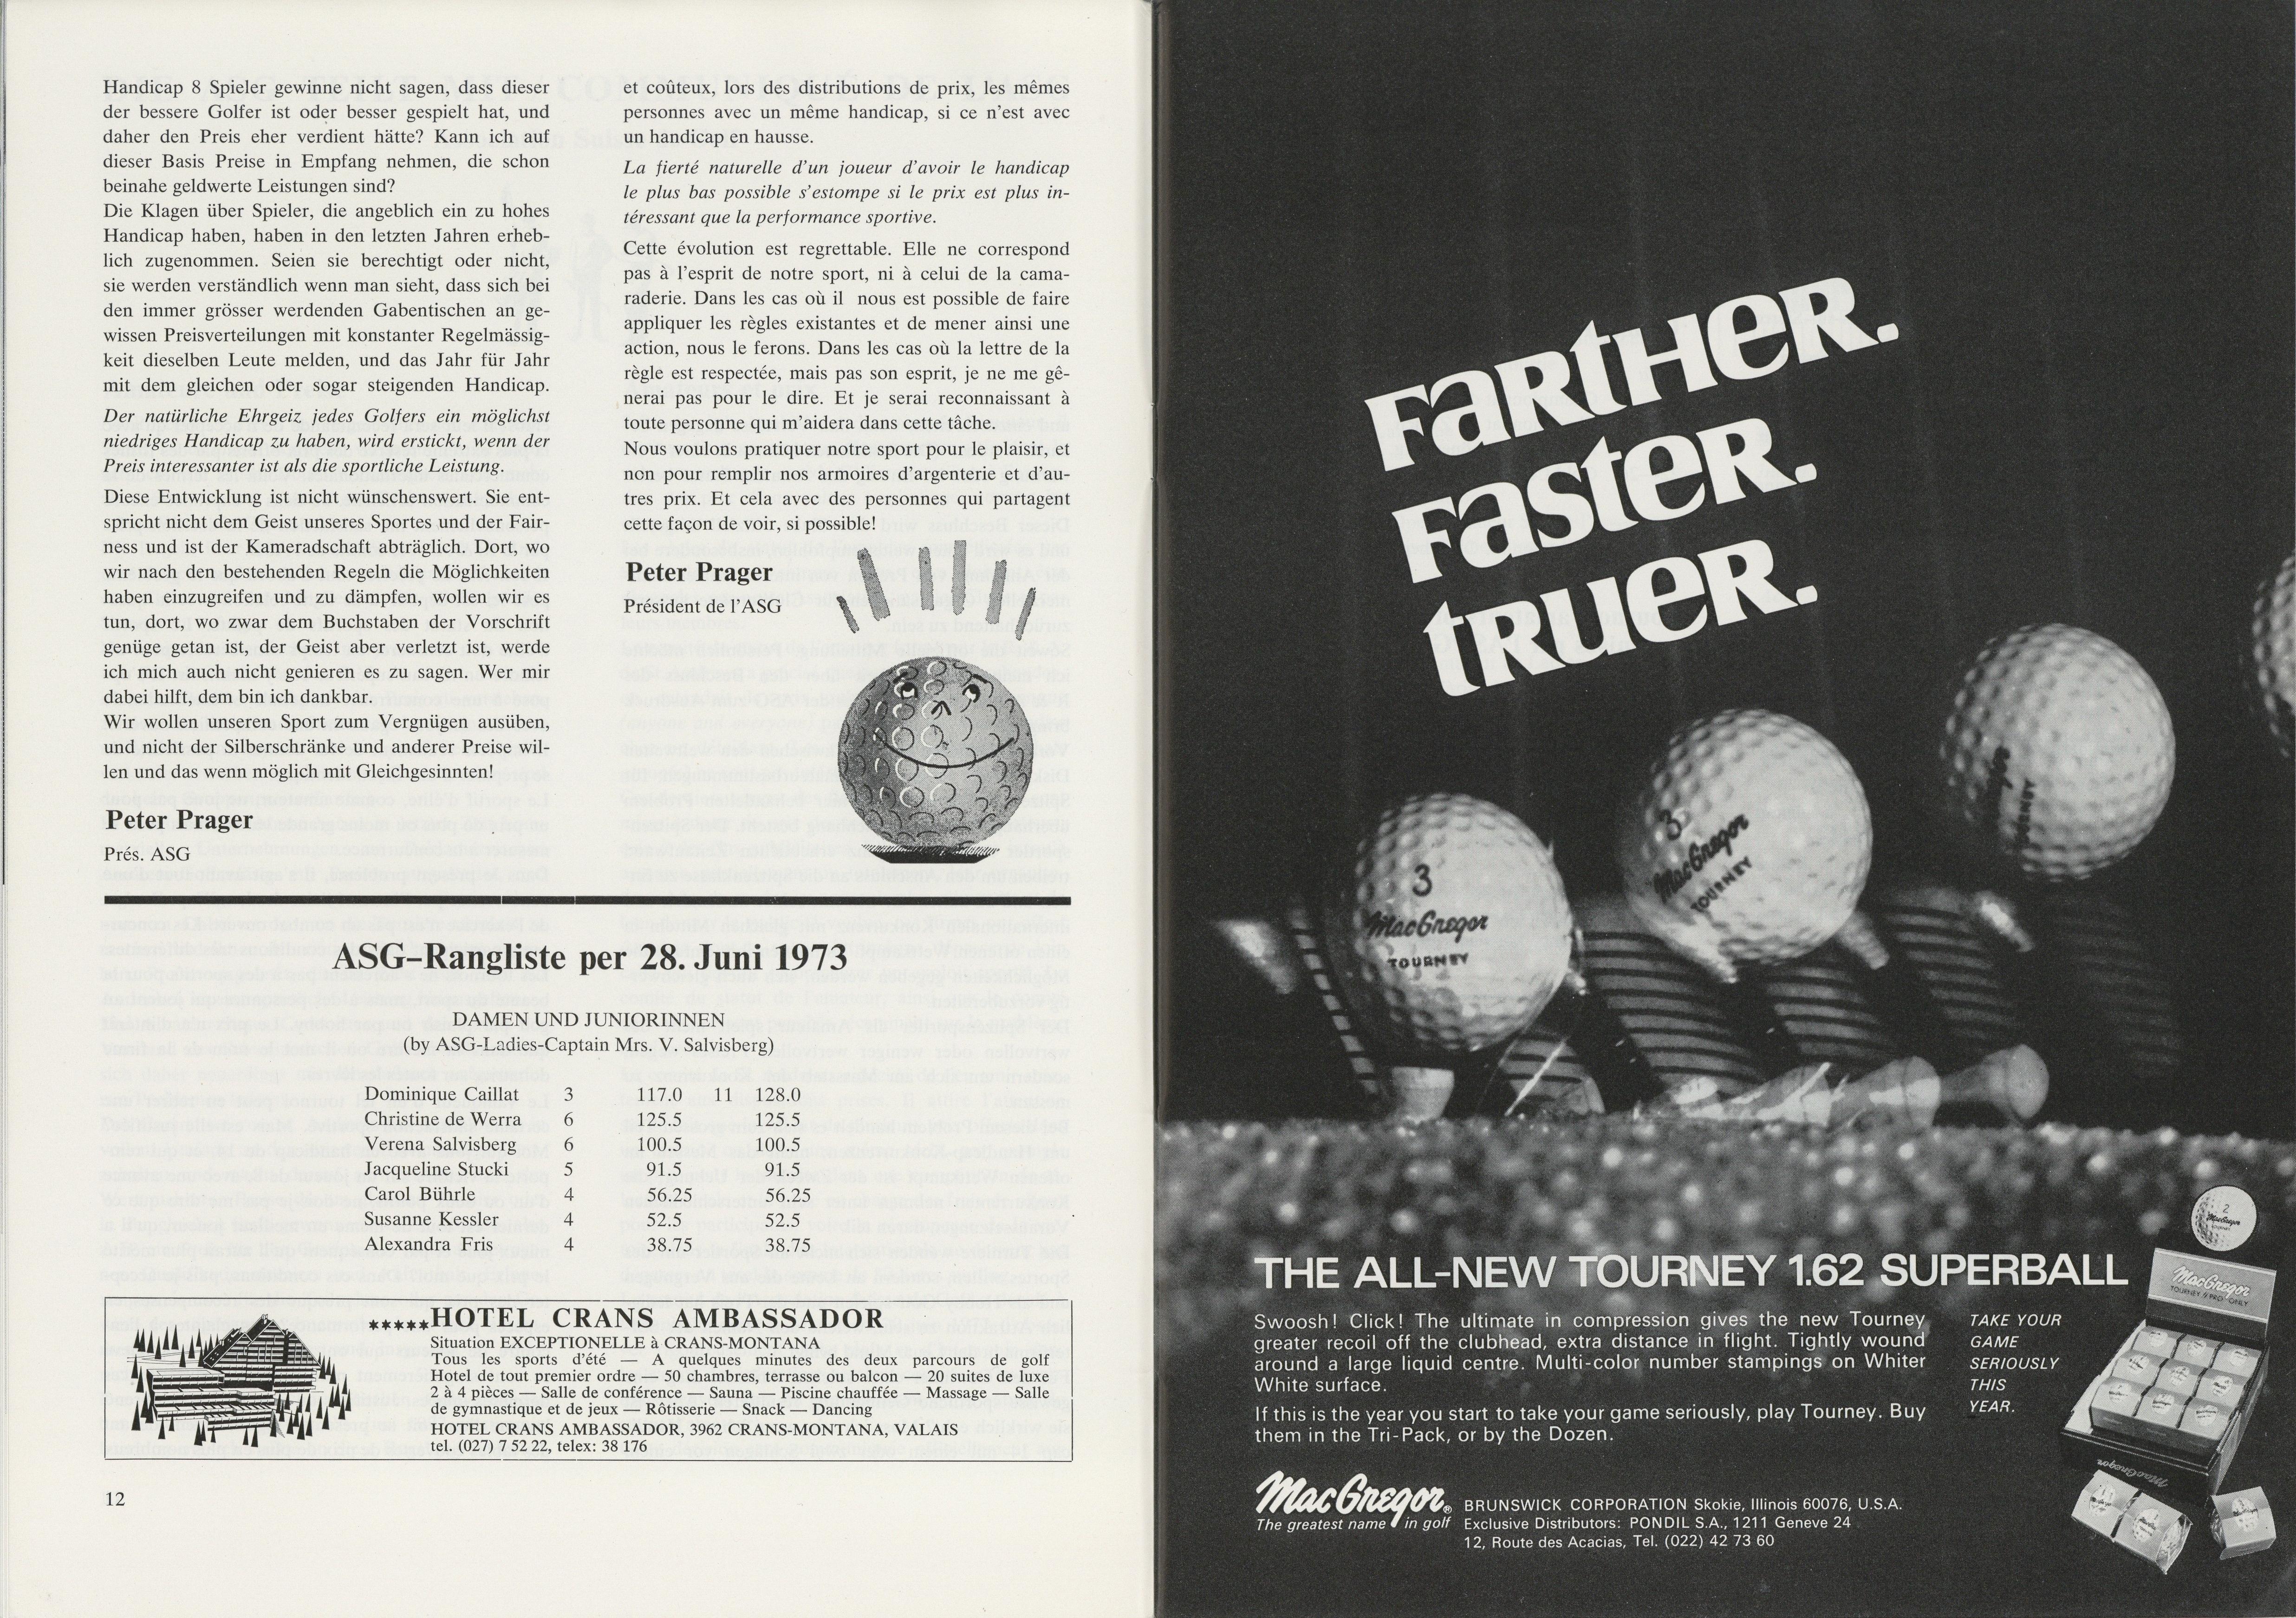 Handicap 8 Spieler gewinne nicht sagen, dass dieser
der bessere Golfer ist oder besser gespielt hat, und
daher den Preis eher verdient hätte? Kann ich auf
dieser Basis Preise in Empfang nehmen, die schon
beinahe geldwerte Leistungen sind?
Die Klagen über Spieler, die angeblich ein zu hohes
Handicap haben, haben in den letzten Jahren erheb-
lich zugenommen. Seien sie berechtigt oder nicht,
sie werden verständlich wenn man sieht, dass sich bei
den immer grösser werdenden Gabentischen an ge-
wissen Preisverteilungen mit konstanter Regelmässig-
keit dieselben Leute melden, und das Jahr für Jahr
mit dem gleichen oder sogar steigenden Handicap.
Der natürliche Ehrgeiz jedes Golfers ein möglichst
niedriges Handicap zu haben, wird erstickt, wenn der
Preis interessanter ist als die sportliche Leistung.
Diese Entwicklung ist nicht wünschenswert. Sie ent-
spricht nicht dem Geist unseres Sportes und der Fair-
ness und ist der Kameradschaft abträglich. Dort, wo
wir nach den bestehenden Regeln die Möglichkeiten
haben einzugreifen und zu dämpfen, wollen wir es
tun, dort, wo zwar dem Buchstaben der Vorschrift
genüge getan ist, der Geist aber verletzt ist, werde
ich mich auch nicht genieren es zu sagen. Wer mir
dabei hilft, dem bin ich dankbar.
Wir wollen unseren Sport zum Vergnügen ausüben,
und nicht der Silberschränke und anderer Preise wil-
len und das wenn möglich mit Gleichgesinnten!
Peter Prager
Prés. ASG
et coûteux, lors des distributions de prix, les mêmes
personnes avec un même handicap, si ce n'est avec
un handicap en hausse.
La fierté naturelle d'un joueur d'avoir le handicap
le plus bas possible s'estompe si le prix est plus in-
téressant que la performance sportive.
Cette évolution est regrettable. Elle ne correspond
pas à l'esprit de notre sport, ni à celui de la cama-
raderie. Dans les cas où il nous est possible de faire
appliquer les règles existantes et de mener ainsi une
action, nous le ferons. Dans les cas où la lettre de la
règle est respectée, mais pas son esprit, je ne me gê-
nerai pas pour le dire. Et je serai reconnaissant à
toute personne qui m'aidera dans cette tâche.
Nous voulons pratiquer notre sport pour le plaisir, et
non pour remplir nos armoires d'argenterie et d'au-
tres prix. Et cela avec des personnes qui partagent
cette façon de voir, si possible!
Peter Prager
Président de l'ASG
ASG–Rangliste per 28. Juni 1973
DAMEN UND JUNIORINNEN
(by ASG-Ladies-Captain Mrs. V. Salvisberg)
Dominique Caillat 3 117.0 11 128.0
Christine de Werra 6 125.5 125.5
Verena Salvisberg 6 100.5 100.5
Jacqueline Stucki 5 91.5 91.5
Carol Bührle 4 56.25 56.25
Susanne Kessler 4 52.5 52.5
Alexandra Fris 4 38.75 38.75
★★★★★HOTEL CRANS AMBASSADOR
Situation EXCEPTIONELLE à CRANS-MONTANA
Tous les sports d'été — A quelques minutes des deux parcours de golf
Hotel de tout premier ordre — 50 chambres, terrasse ou balcon — 20 suites de luxe
2 à 4 pièces — Salle de conférence — Sauna — Piscine chauffée — Massage — Salle
de gymnastique et de jeux — Rôtisserie — Snack — Dancing
HOTEL CRANS AMBASSADOR, 3962 CRANS-MONTANA, VALAIS
tel. (027) 7 52 22, telex: 38 176
12
FARTHER.
FASTER.
TRUER.
3
MacGregor
TOURNEY
3
MacGregor
TOURNEY
MacGregor
TOURNEY
THE ALL-NEW TOURNEY 1.62 SUPERBALL
Swoosh! Click! The ultimate in compression gives the new Tourney
greater recoil off the clubhead, extra distance in flight. Tightly wound
around a large liquid centre. Multi-color number stampings on Whiter
White surface.
If this is the year you start to take your game seriously, play Tourney. Buy
them in the Tri-Pack, or by the Dozen.
TAKE YOUR
GAME
SERIOUSLY
THIS
YEAR.
2
MacGregor
MacGregor
MacGregor
MacGregor®
The greatest name in golf
BRUNSWICK CORPORATION Skokie, Illinois 60076, U.S.A.
Exclusive Distributors: PONDIL S.A., 1211 Geneve 24
12, Route des Acacias, Tel. (022) 42 73 60